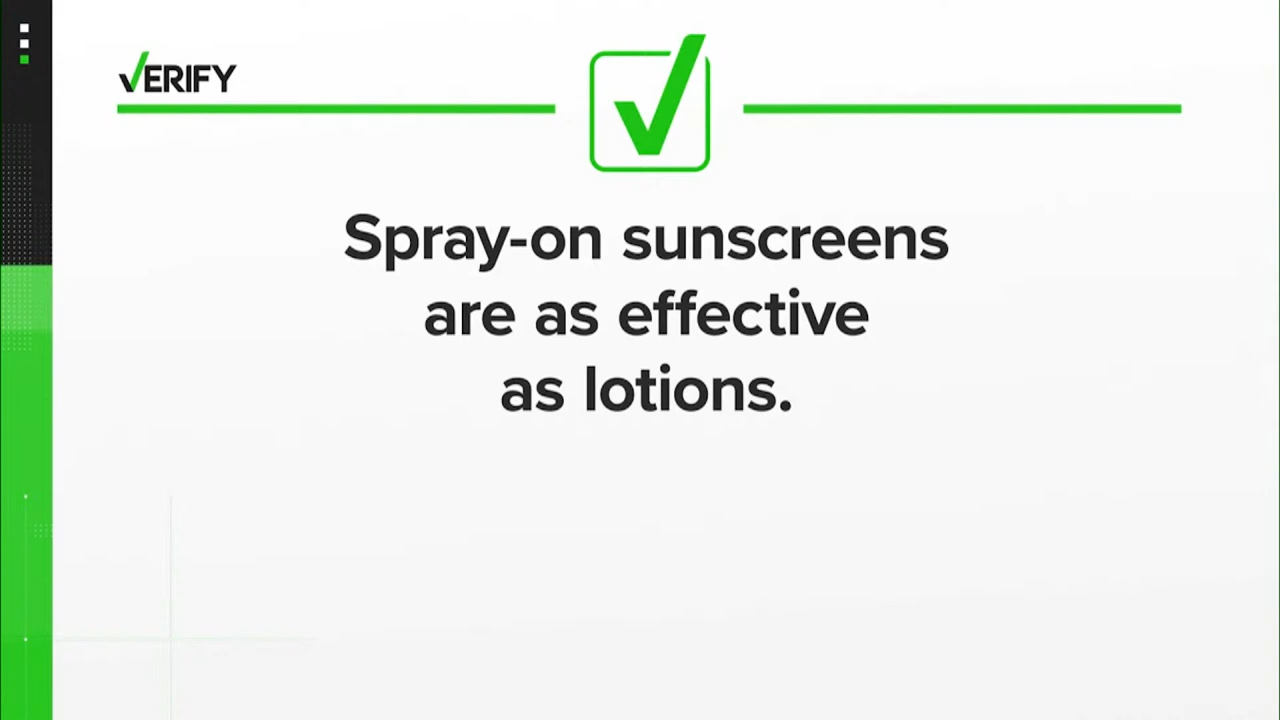 VERIFY
Spray-on sunscreens
are as effective
as lotions.